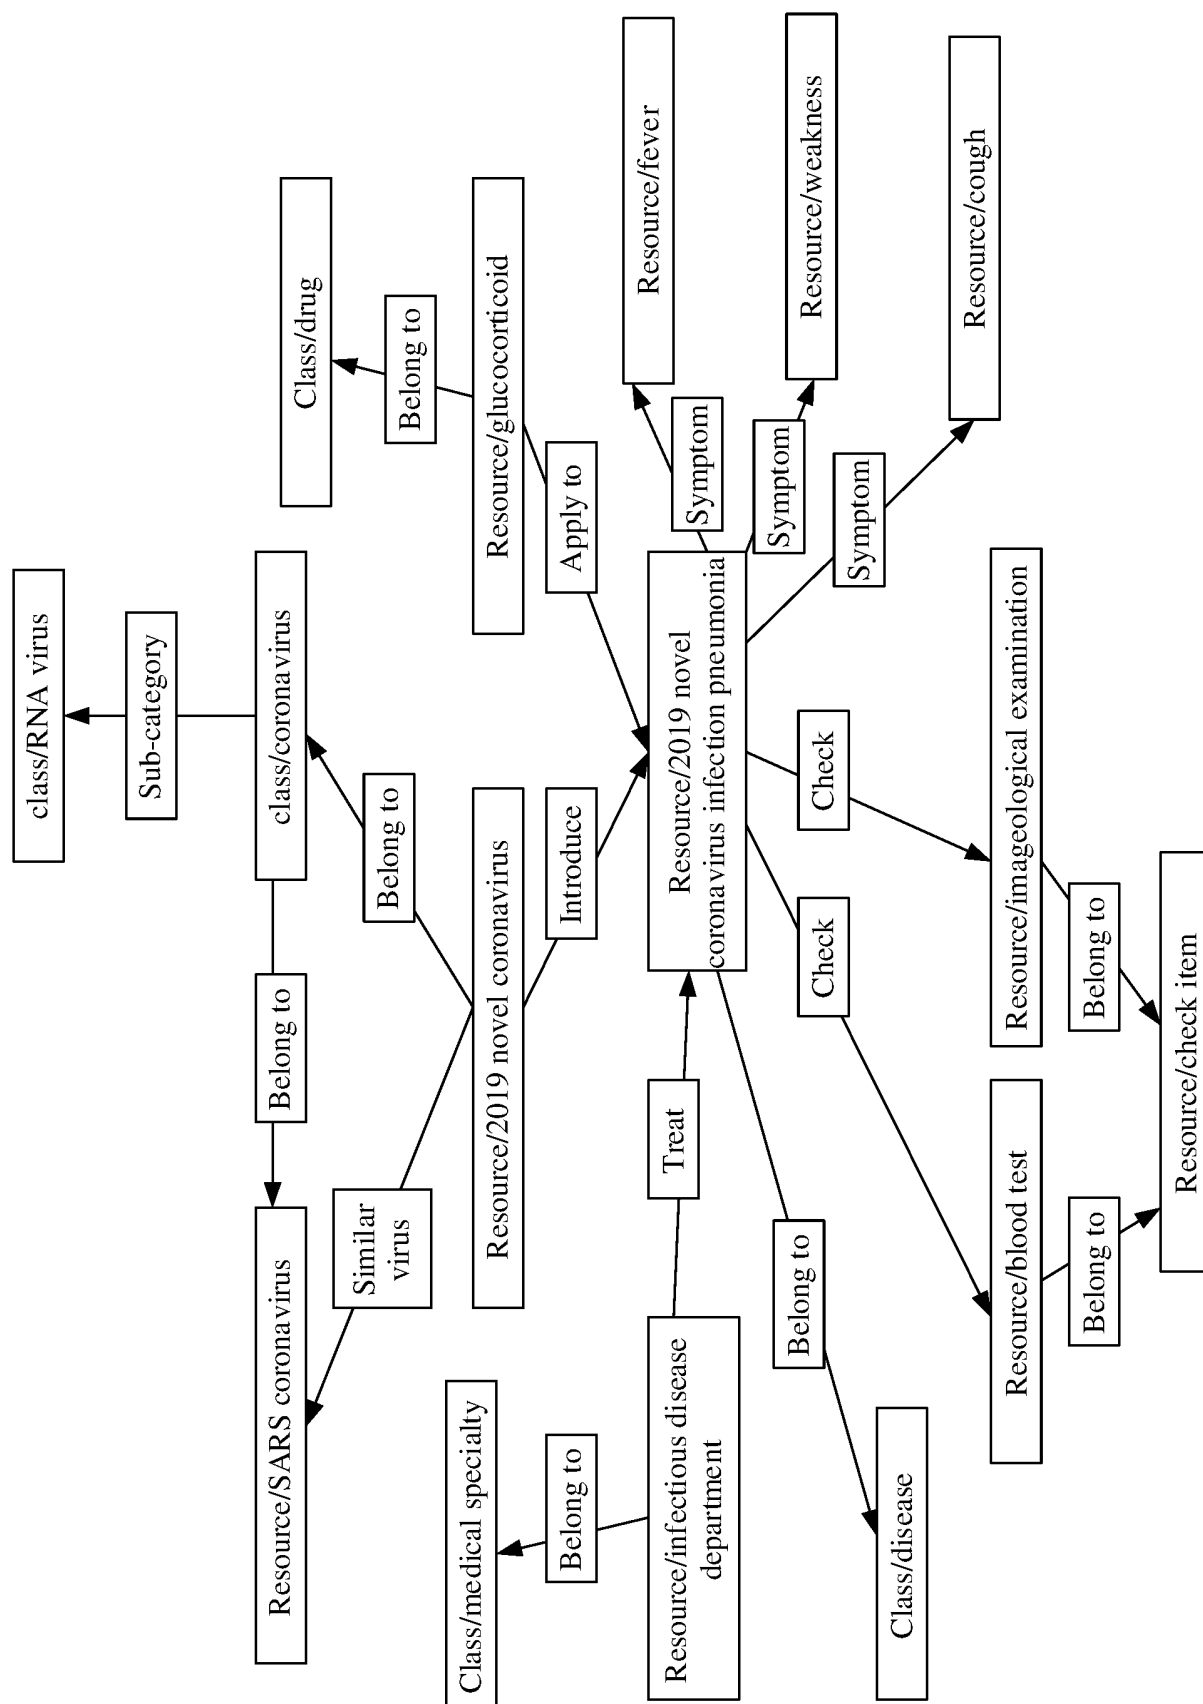 class/RNA virus
Sub-category
Resource/SARS coronavirus
Belong to
class/coronavirus
Class/drug
Similar
virus
Belong to
Belong to
Class/medical specialty
Resource/2019 novel coronavirus
Resource/glucocorticoid
Belong to
Introduce
Apply to
Resource/infectious disease
department
Treat
Resource/2019 novel
coronavirus infection pneumonia
Symptom
Resource/fever
Symptom
Resource/weakness
Symptom
Resource/cough
Belong to
Check
Check
Class/disease
Resource/blood test
Resource/imageological examination
Belong to
Belong to
Resource/check item